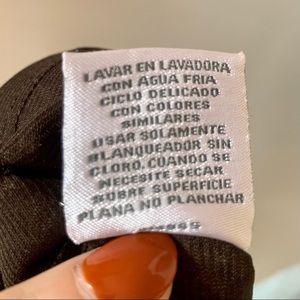 LAVAR EN LAVADORA
CON AGUA FRIA
CICLO DELICADO
CON COLORES
SIMILARES
USAR SOLAMENTE
BLANQUEADOR SIN
CLORO. CUANDO SE
NECESITE SECAR
SOBRE SUPERFICIE
PLANA NO PLANCHAR